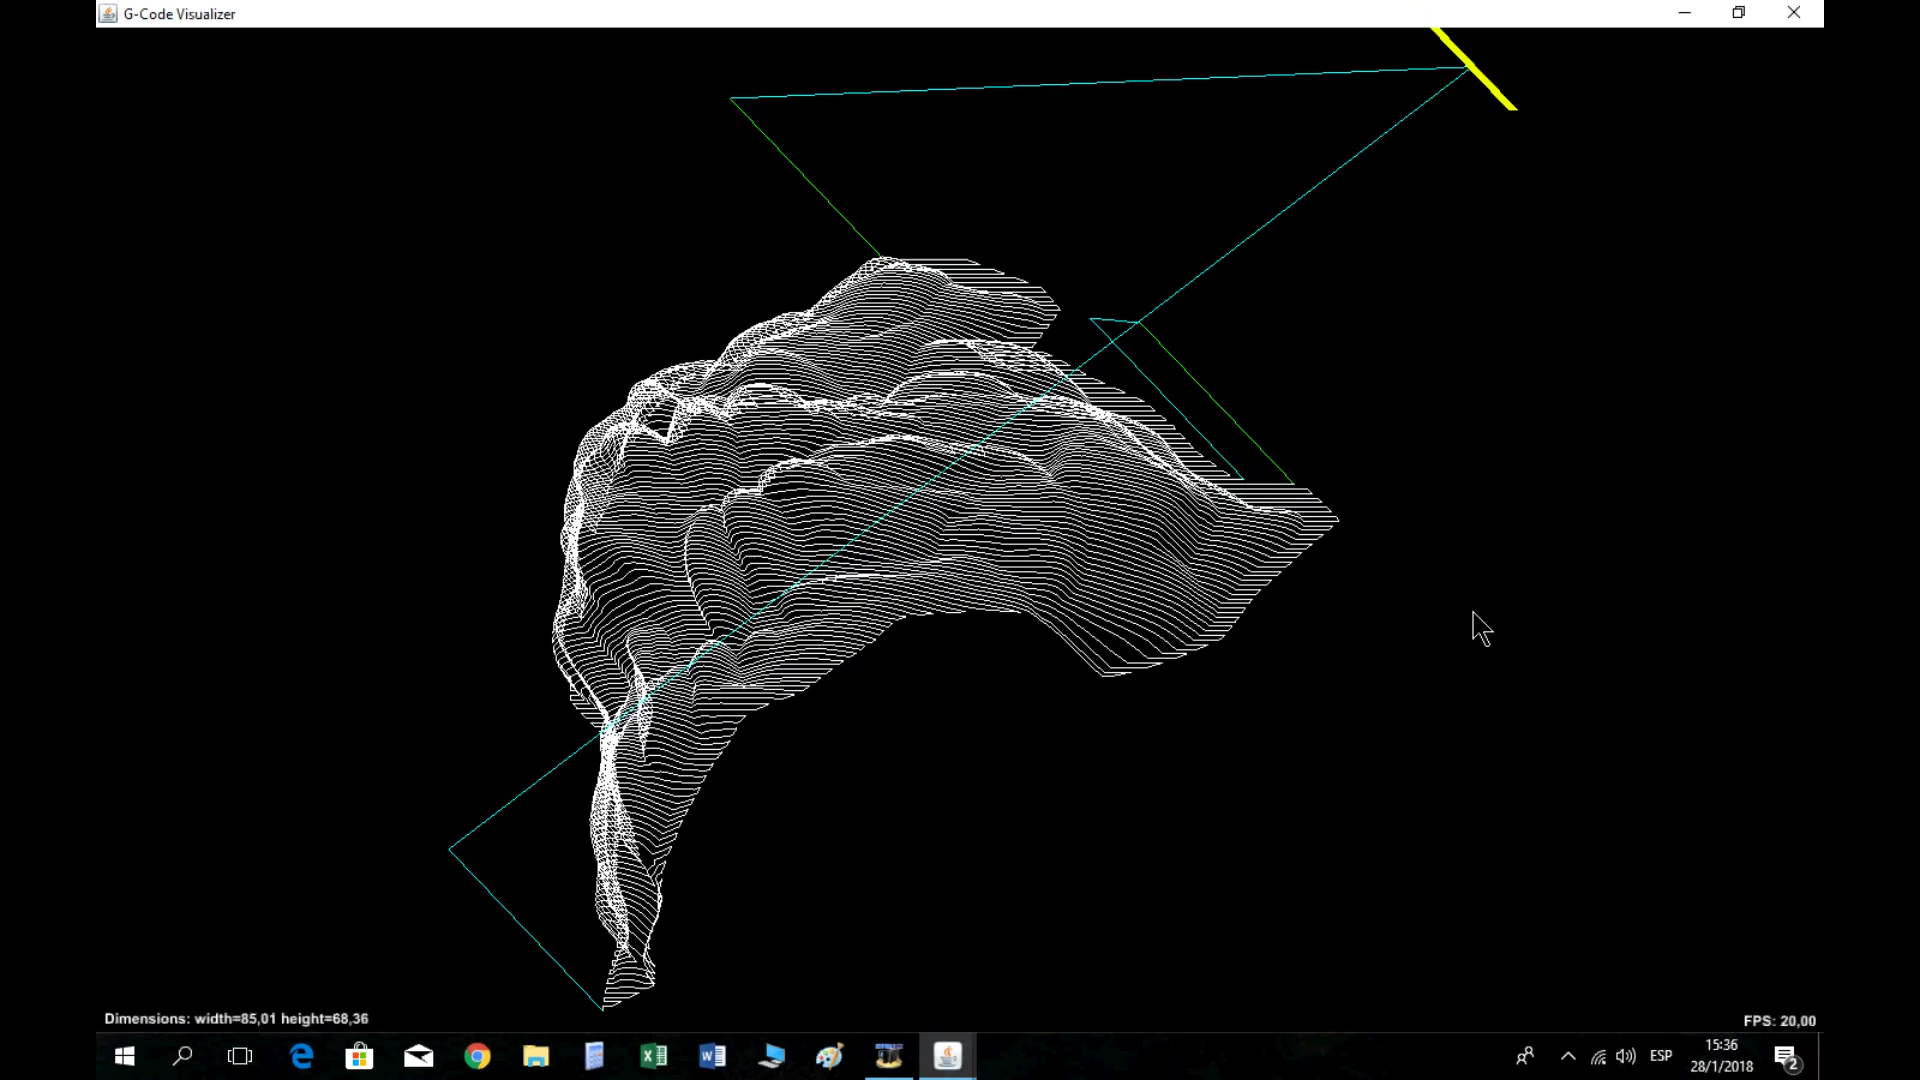 G-Code Visualizer
Dimensions: width=85,01 height=68,36
FPS: 20,00
ESP
15:36
28/1/2018
2